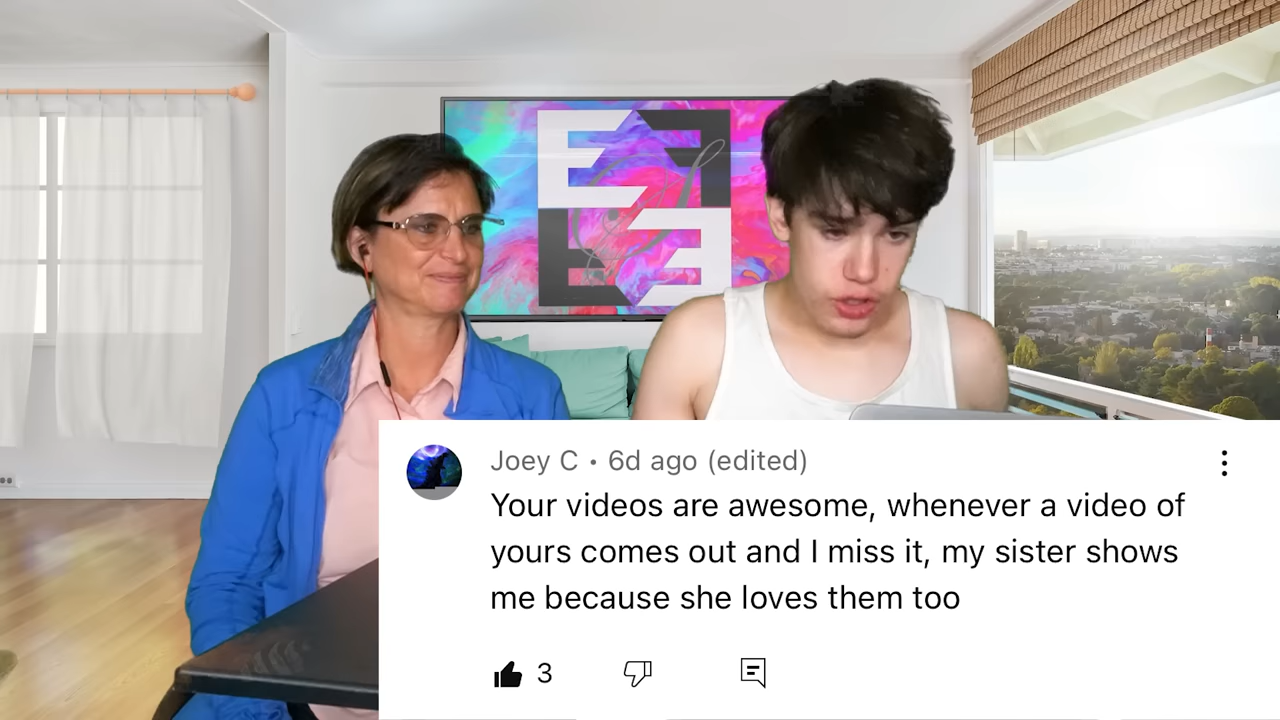 Joey C • 6d ago (edited)
Your videos are awesome, whenever a video of
yours comes out and I miss it, my sister shows
me because she loves them too
3